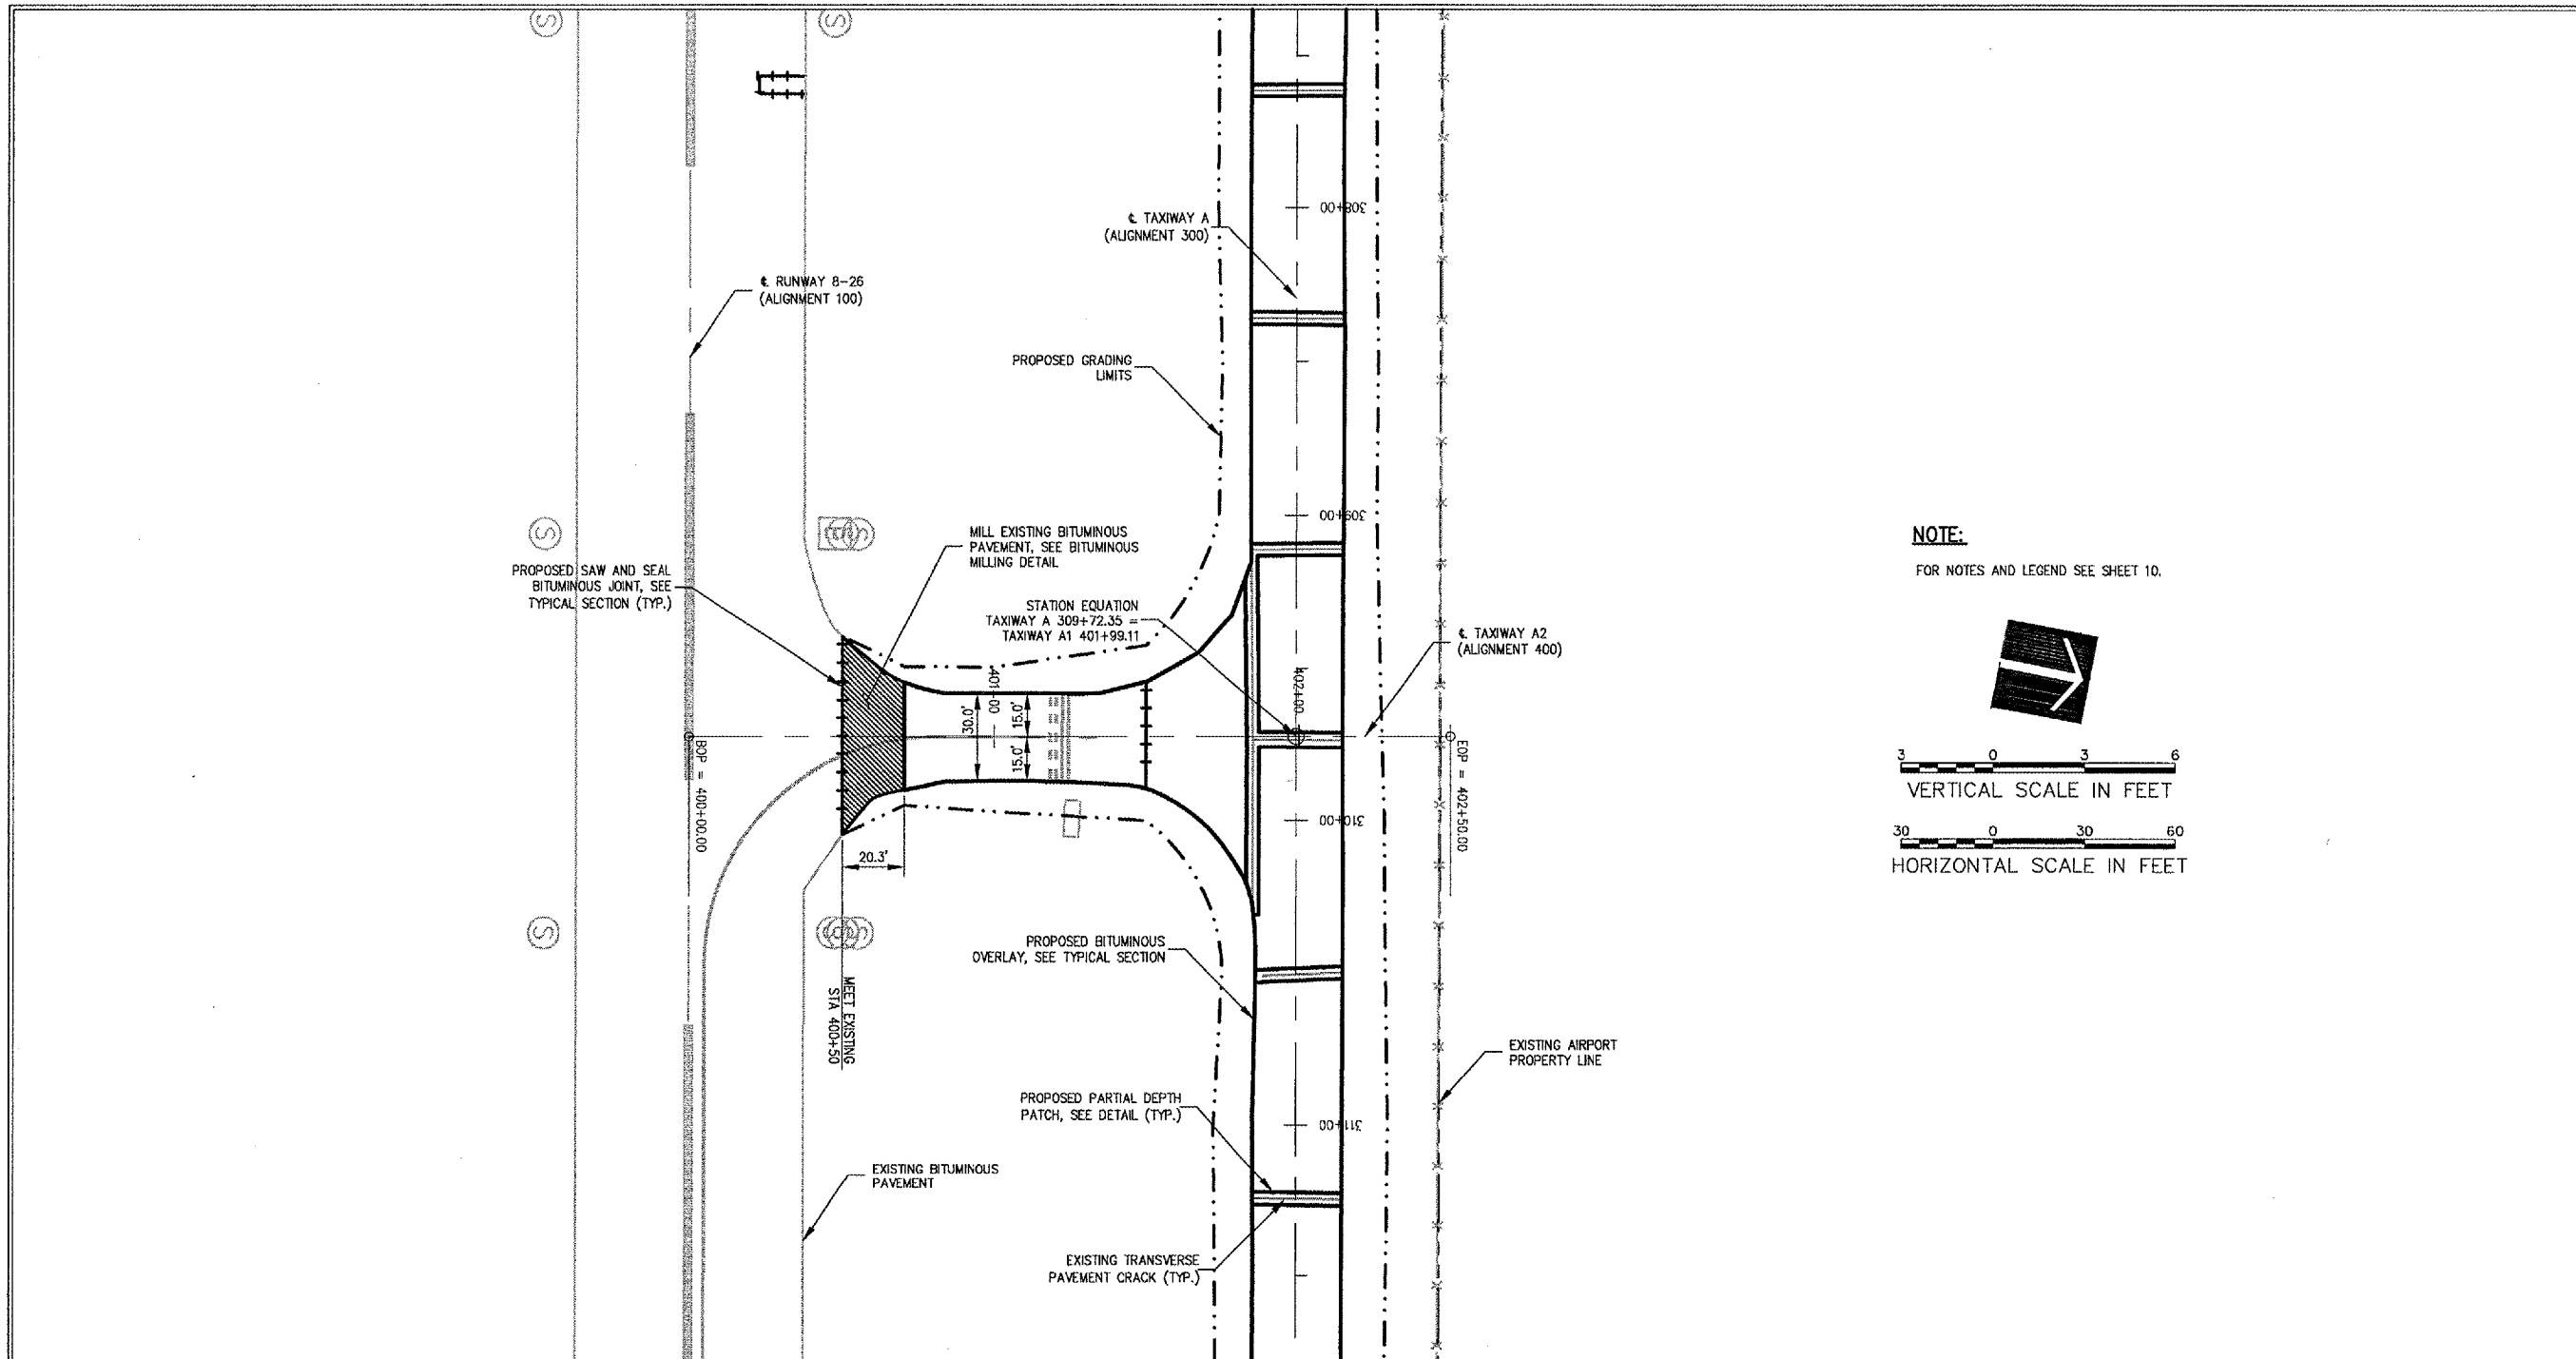 308+00
℄ TAXIWAY A
(ALIGNMENT 300)
℄ RUNWAY 8-26
(ALIGNMENT 100)
PROPOSED GRADING
LIMITS
309+00
MILL EXISTING BITUMINOUS
PAVEMENT, SEE BITUMINOUS
MILLING DETAIL
PROPOSED SAW AND SEAL
BITUMINOUS JOINT, SEE
TYPICAL SECTION (TYP.)
STATION EQUATION
TAXIWAY A 309+72.35 =
TAXIWAY A1 401+99.11
℄ TAXIWAY A2
(ALIGNMENT 400)
401+00
402+00
30.0'
15.0'
15.0'
BOP = 400+00.00
EOP = 402+50.00
310+00
20.3'
MEET EXISTING
STA 400+50
PROPOSED BITUMINOUS
OVERLAY, SEE TYPICAL SECTION
EXISTING AIRPORT
PROPERTY LINE
PROPOSED PARTIAL DEPTH
PATCH, SEE DETAIL (TYP.)
311+00
EXISTING BITUMINOUS
PAVEMENT
EXISTING TRANSVERSE
PAVEMENT CRACK (TYP.)
S
S
S
S
NOTE:
FOR NOTES AND LEGEND SEE SHEET 10.
3 0 3 6
VERTICAL SCALE IN FEET
30 0 30 60
HORIZONTAL SCALE IN FEET